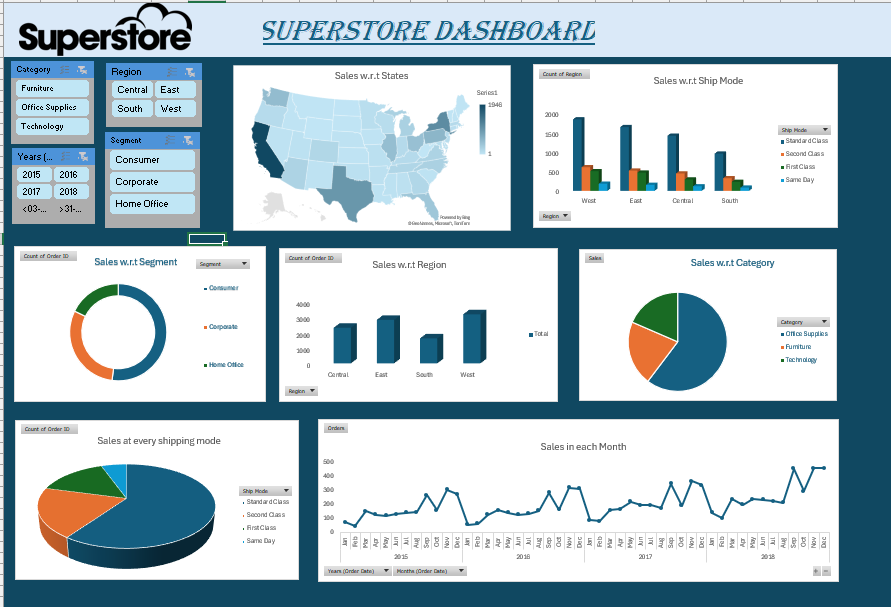 Superstore
SUPERSTORE DASHBOARD
Category
Furniture
Office Supplies
Technology
Region
Central East
South West
Years (...
2015 2016
2017 2018
<03-... >31-...
Segment
Consumer
Corporate
Home Office
Sales w.r.t States
Series1
1946
1
Powered by Bing
© GeoNames, Microsoft, TomTom
Count of Region
Sales w.r.t Ship Mode
2000
1500
1000
500
0
West East Central South
Ship Mode
Standard Class
Second Class
First Class
Same Day
Region
Count of Order ID
Sales w.r.t Segment
Segment
Consumer
Corporate
Home Office
Count of Order ID
Sales w.r.t Region
4000
3000
2000
1000
0
Central East South West
Total
Region
Sales
Sales w.r.t Category
Category
Office Supplies
Furniture
Technology
Count of Order ID
Sales at every shipping mode
Ship Mode
Standard Class
Second Class
First Class
Same Day
Orders
Sales in each Month
500
400
300
200
100
0
Jan Feb Mar Apr May Jun Jul Aug Sep Oct Nov Dec Jan Feb Mar Apr May Jun Jul Aug Sep Oct Nov Dec Jan Feb Mar Apr May Jun Jul Aug Sep Oct Nov Dec Jan Feb Mar Apr May Jun Jul Aug Sep Oct Nov Dec
2015 2016 2017 2018
Years (Order Date) Months (Order Date)
+ −